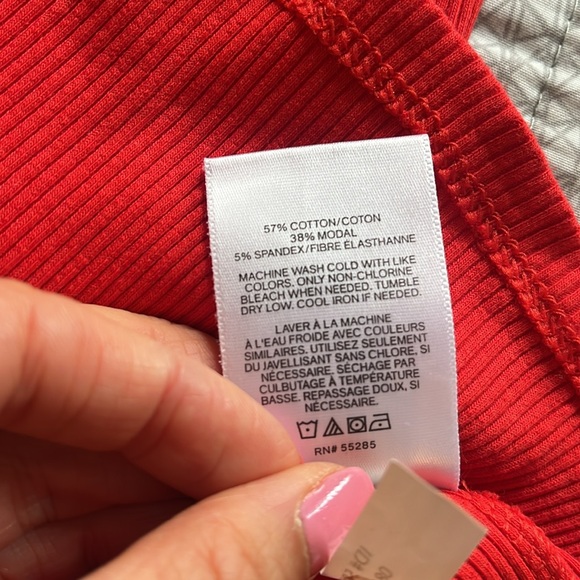 57% COTTON/COTON
38% MODAL
5% SPANDEX/FIBRE ÉLASTHANNE
MACHINE WASH COLD WITH LIKE
COLORS. ONLY NON-CHLORINE
BLEACH WHEN NEEDED. TUMBLE
DRY LOW. COOL IRON IF NEEDED.
LAVER À LA MACHINE
À L'EAU FROIDE AVEC COULEURS
SIMILAIRES. UTILISEZ SEULEMENT
DU JAVELLISANT SANS CHLORE, SI
NÉCESSAIRE. SÉCHAGE PAR
CULBUTAGE À TEMPÉRATURE
BASSE. REPASSAGE DOUX, SI
NÉCESSAIRE.
RN# 55285